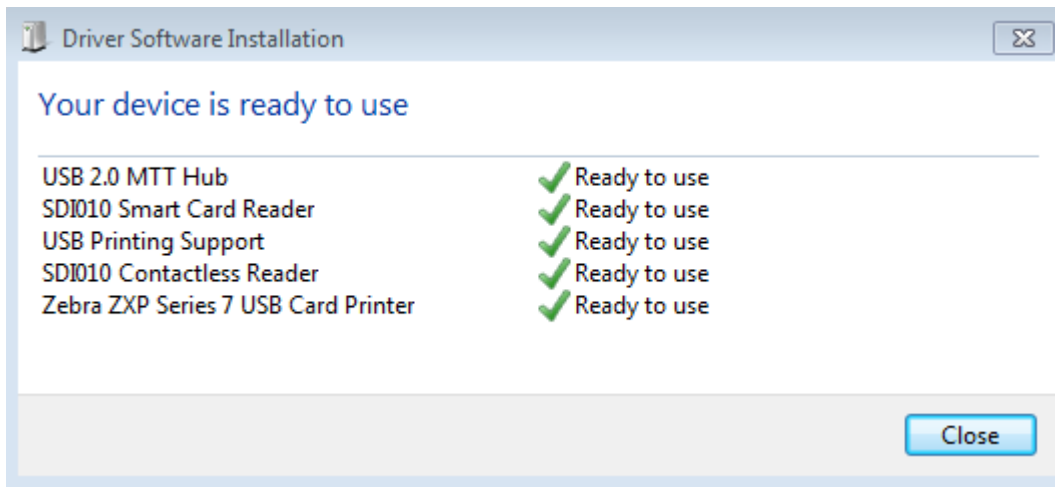 Driver Software Installation
Your device is ready to use
USB 2.0 MTT Hub Ready to use
SDI010 Smart Card Reader Ready to use
USB Printing Support Ready to use
SDI010 Contactless Reader Ready to use
Zebra ZXP Series 7 USB Card Printer Ready to use
Close